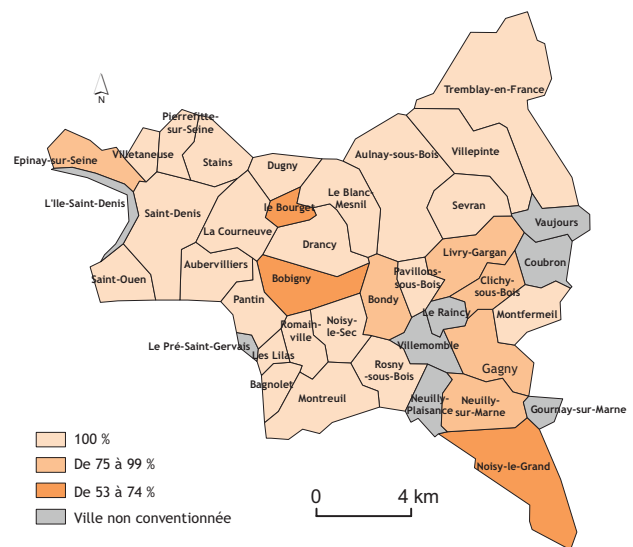 Tremblay-en-France
N
Pierrefitte-
sur-Seine
Villetaneuse
Epinay-sur-Seine
Stains
Dugny
Aulnay-sous-Bois
Villepinte
L'Ile-Saint-Denis
Saint-Denis
le Bourget
Le Blanc-
Mesnil
Sevran
Vaujours
La Courneuve
Drancy
Livry-Gargan
Coubron
Saint-Ouen
Aubervilliers
Bobigny
Pavillons-
sous-Bois
Clichy-
sous-Bois
Pantin
Bondy
Le Raincy
Montfermeil
Romain-
ville
Noisy-
le-Sec
Le Pré-Saint-Gervais
Les Lilas
Villemomble
Rosny
-sous-Bois
Gagny
Bagnolet
Montreuil
Neuilly-
Plaisance
Neuilly-
sur-Marne
Gournay-sur-Marne
Noisy-le-Grand
100 %
De 75 à 99 %
De 53 à 74 %
Ville non conventionnée
0 4 km